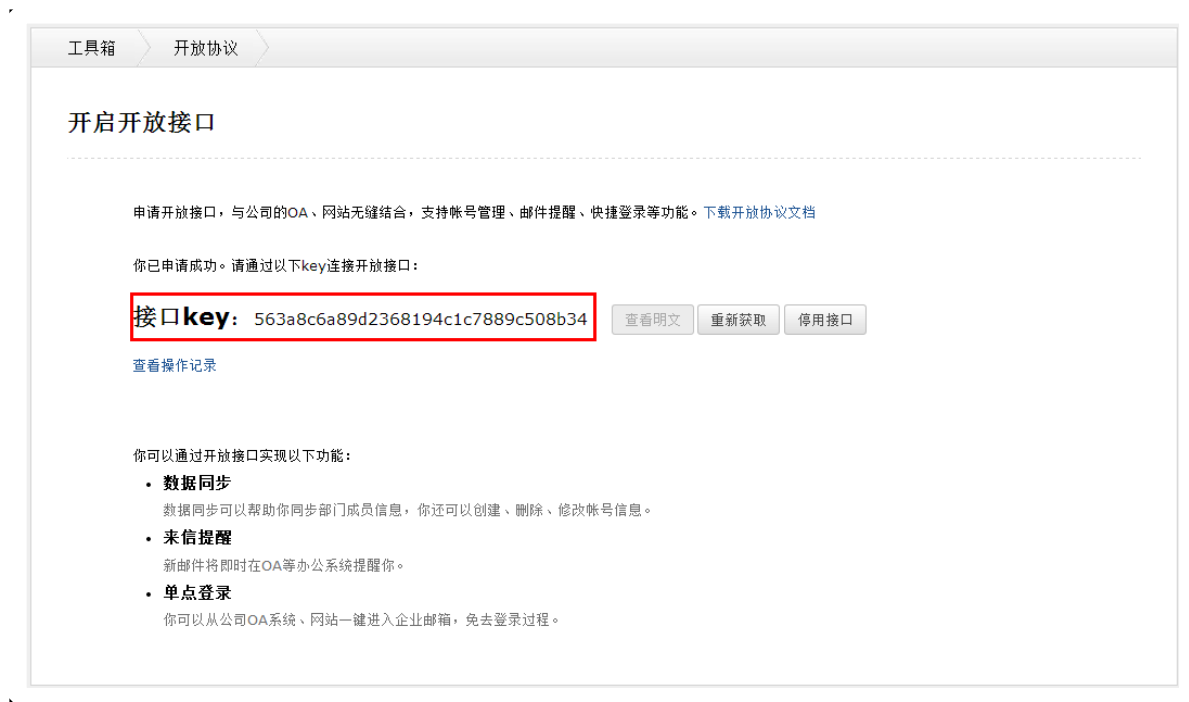 工具箱 开放协议
开启开放接口
申请开放接口，与公司的OA、网站无缝结合，支持帐号管理、邮件提醒、快捷登录等功能。下载开放协议文档
你已申请成功。请通过以下key连接开放接口：
接口key： 563a8c6a89d2368194c1c7889c508b34 查看明文 重新获取 停用接口
查看操作记录
你可以通过开放接口实现以下功能：
• 数据同步
数据同步可以帮助你同步部门成员信息，你还可以创建、删除、修改帐号信息。
• 来信提醒
新邮件将即时在OA等办公系统提醒你。
• 单点登录
你可以从公司OA系统、网站一键进入企业邮箱，免去登录过程。